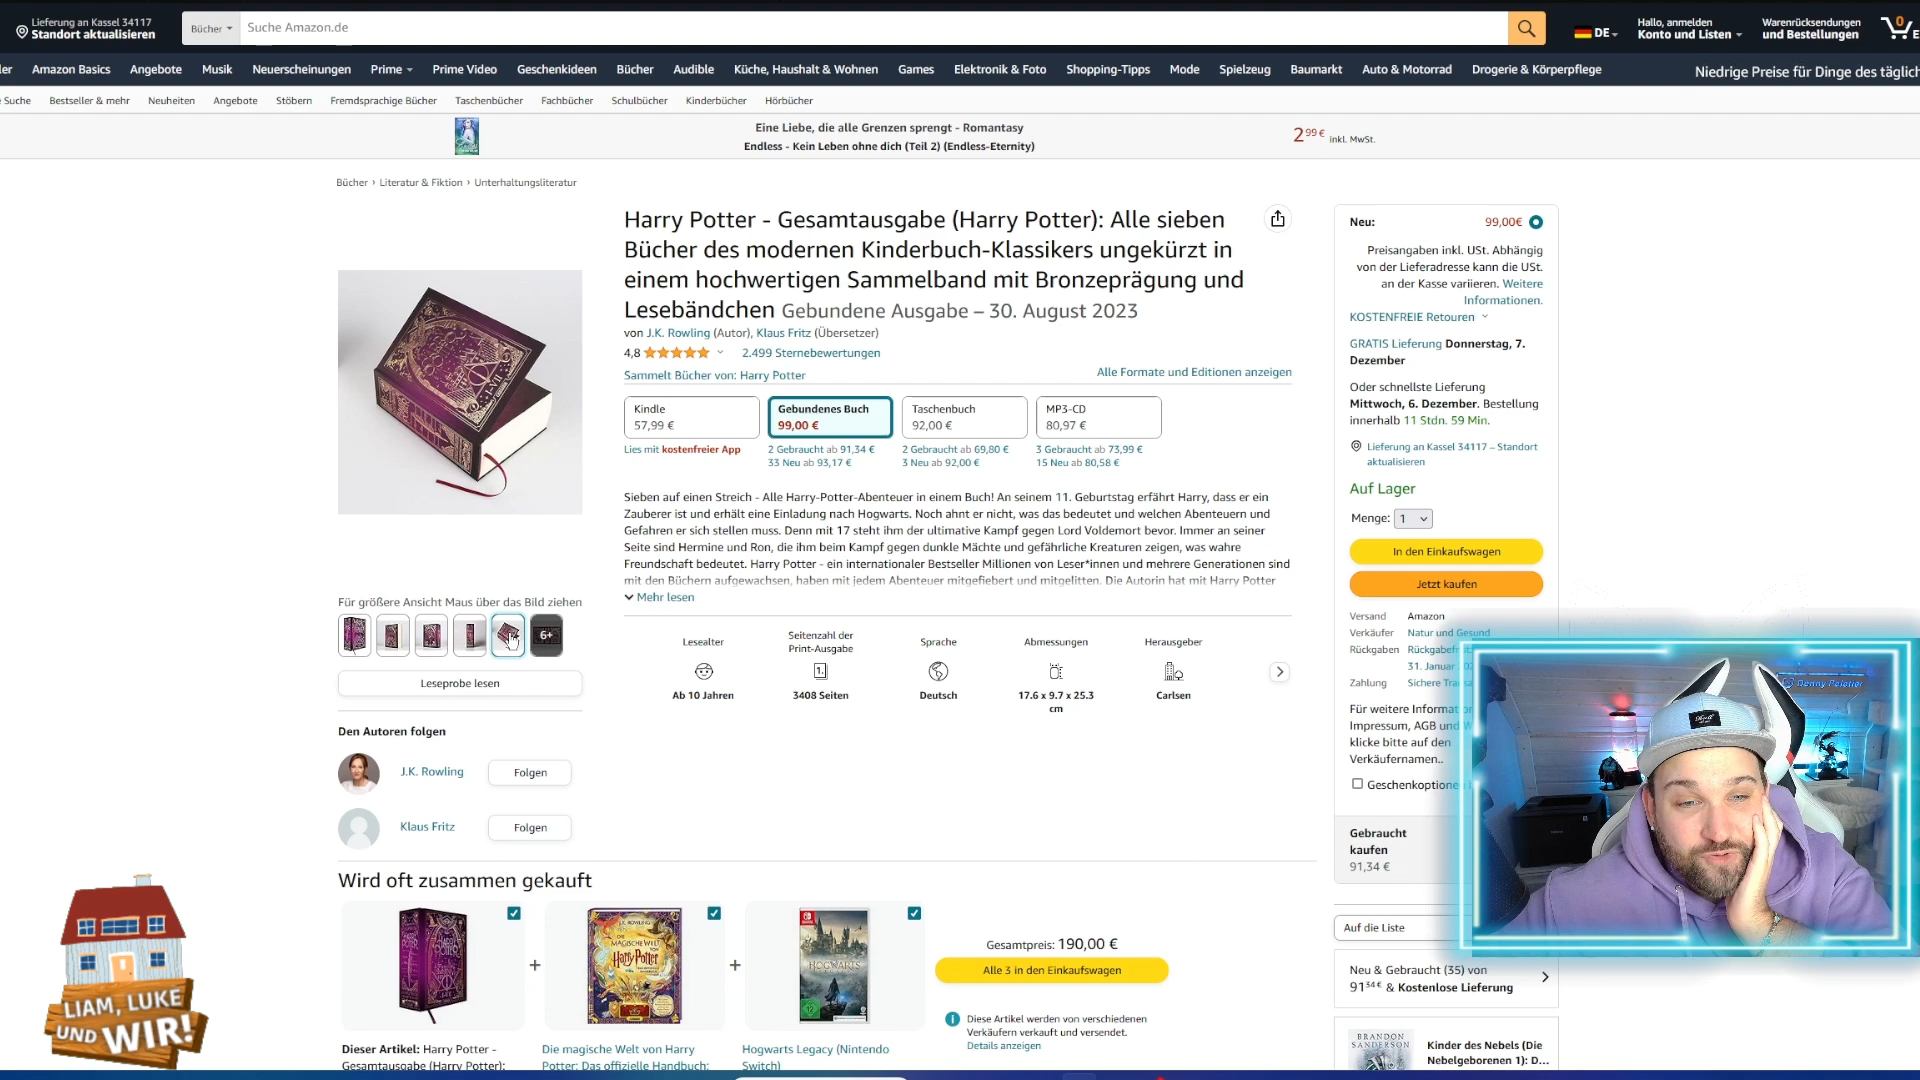 Lieferung an Kassel 34117
Standort aktualisieren
Bücher
Suche Amazon.de
DE
Hallo, anmelden
Konto und Listen
Warenrücksendungen
und Bestellungen
0
Amazon Basics
Angebote
Musik
Neuerscheinungen
Prime
Prime Video
Geschenkideen
Bücher
Audible
Küche, Haushalt & Wohnen
Games
Elektronik & Foto
Shopping-Tipps
Mode
Spielzeug
Baumarkt
Auto & Motorrad
Drogerie & Körperpflege
Niedrige Preise für Dinge des täglich
Suche
Bestseller & mehr
Neuheiten
Angebote
Stöbern
Fremdsprachige Bücher
Taschenbücher
Fachbücher
Schulbücher
Kinderbücher
Hörbücher
Eine Liebe, die alle Grenzen sprengt - Romantasy
Endless - Kein Leben ohne dich (Teil 2) (Endless-Eternity)
2 99 € inkl. MwSt.
Bücher › Literatur & Fiktion › Unterhaltungsliteratur
Harry Potter - Gesamtausgabe (Harry Potter): Alle sieben
Bücher des modernen Kinderbuch-Klassikers ungekürzt in
einem hochwertigen Sammelband mit Bronzeprägung und
Lesebändchen Gebundene Ausgabe – 30. August 2023
von J.K. Rowling (Autor), Klaus Fritz (Übersetzer)
4,8
2.499 Sternebewertungen
Sammelt Bücher von: Harry Potter
Alle Formate und Editionen anzeigen
Kindle
57,99 €
Lies mit kostenfreier App
Gebundenes Buch
99,00 €
2 Gebraucht ab 91,34 €
33 Neu ab 93,17 €
Taschenbuch
92,00 €
2 Gebraucht ab 69,80 €
3 Neu ab 92,00 €
MP3-CD
80,97 €
3 Gebraucht ab 73,99 €
15 Neu ab 80,58 €
Sieben auf einen Streich - Alle Harry-Potter-Abenteuer in einem Buch! An seinem 11. Geburtstag erfährt Harry, dass er ein
Zauberer ist und erhält eine Einladung nach Hogwarts. Noch ahnt er nicht, was das bedeutet und welchen Abenteuern und
Gefahren er sich stellen muss. Denn mit 17 steht ihm der ultimative Kampf gegen Lord Voldemort bevor. Immer an seiner
Seite sind Hermine und Ron, die ihm beim Kampf gegen dunkle Mächte und gefährliche Kreaturen zeigen, was wahre
Freundschaft bedeutet. Harry Potter - ein internationaler Bestseller Millionen von Leser*innen und mehrere Generationen sind
mit den Büchern aufgewachsen, haben mit jedem Abenteuer mitgefiebert und mitgelitten. Die Autorin hat mit Harry Potter
Mehr lesen
Lesealter
Ab 10 Jahren
Seitenzahl der
Print-Ausgabe
3408 Seiten
Sprache
Deutsch
Abmessungen
17.6 x 9.7 x 25.3
cm
Herausgeber
Carlsen
Für größere Ansicht Maus über das Bild ziehen
6+
Leseprobe lesen
Den Autoren folgen
J.K. Rowling
Folgen
Klaus Fritz
Folgen
Neu:
99,00€
Preisangaben inkl. USt. Abhängig
von der Lieferadresse kann die USt.
an der Kasse variieren. Weitere
Informationen.
KOSTENFREIE Retouren
GRATIS Lieferung Donnerstag, 7.
Dezember
Oder schnellste Lieferung
Mittwoch, 6. Dezember. Bestellung
innerhalb 11 Stdn. 59 Min.
Lieferung an Kassel 34117 – Standort
aktualisieren
Auf Lager
Menge: 1
In den Einkaufswagen
Jetzt kaufen
Versand Amazon
Verkäufer Natur und Gesund
Rückgaben
31. Januar
Zahlung Sichere
Für weitere
Impressum, AGB und
klicke bitte auf den
Verkäufernamen..
Geschenkoptionen
Gebraucht
kaufen
91,34 €
Auf die Liste
Neu & Gebraucht (35) von
91 34 € & Kostenlose Lieferung
BRANDON
SANDERSON
Kinder des Nebels (Die
Nebelgeborenen 1): D...
Wird oft zusammen gekauft
HARRY POTTER
J.K. ROWLING
DIE MAGISCHE WELT VON
Harry Potter
HOGWARTS
+
+
Gesamtpreis: 190,00 €
Alle 3 in den Einkaufswagen
Diese Artikel werden von verschiedenen
Verkäufern verkauft und versendet.
Details anzeigen
Dieser Artikel: Harry Potter -
Gesamtausgabe (Harry Potter):
Die magische Welt von Harry
Potter: Das offizielle Handbuch:
Hogwarts Legacy (Nintendo
Switch)
LIAM, LUKE
UND WIR!